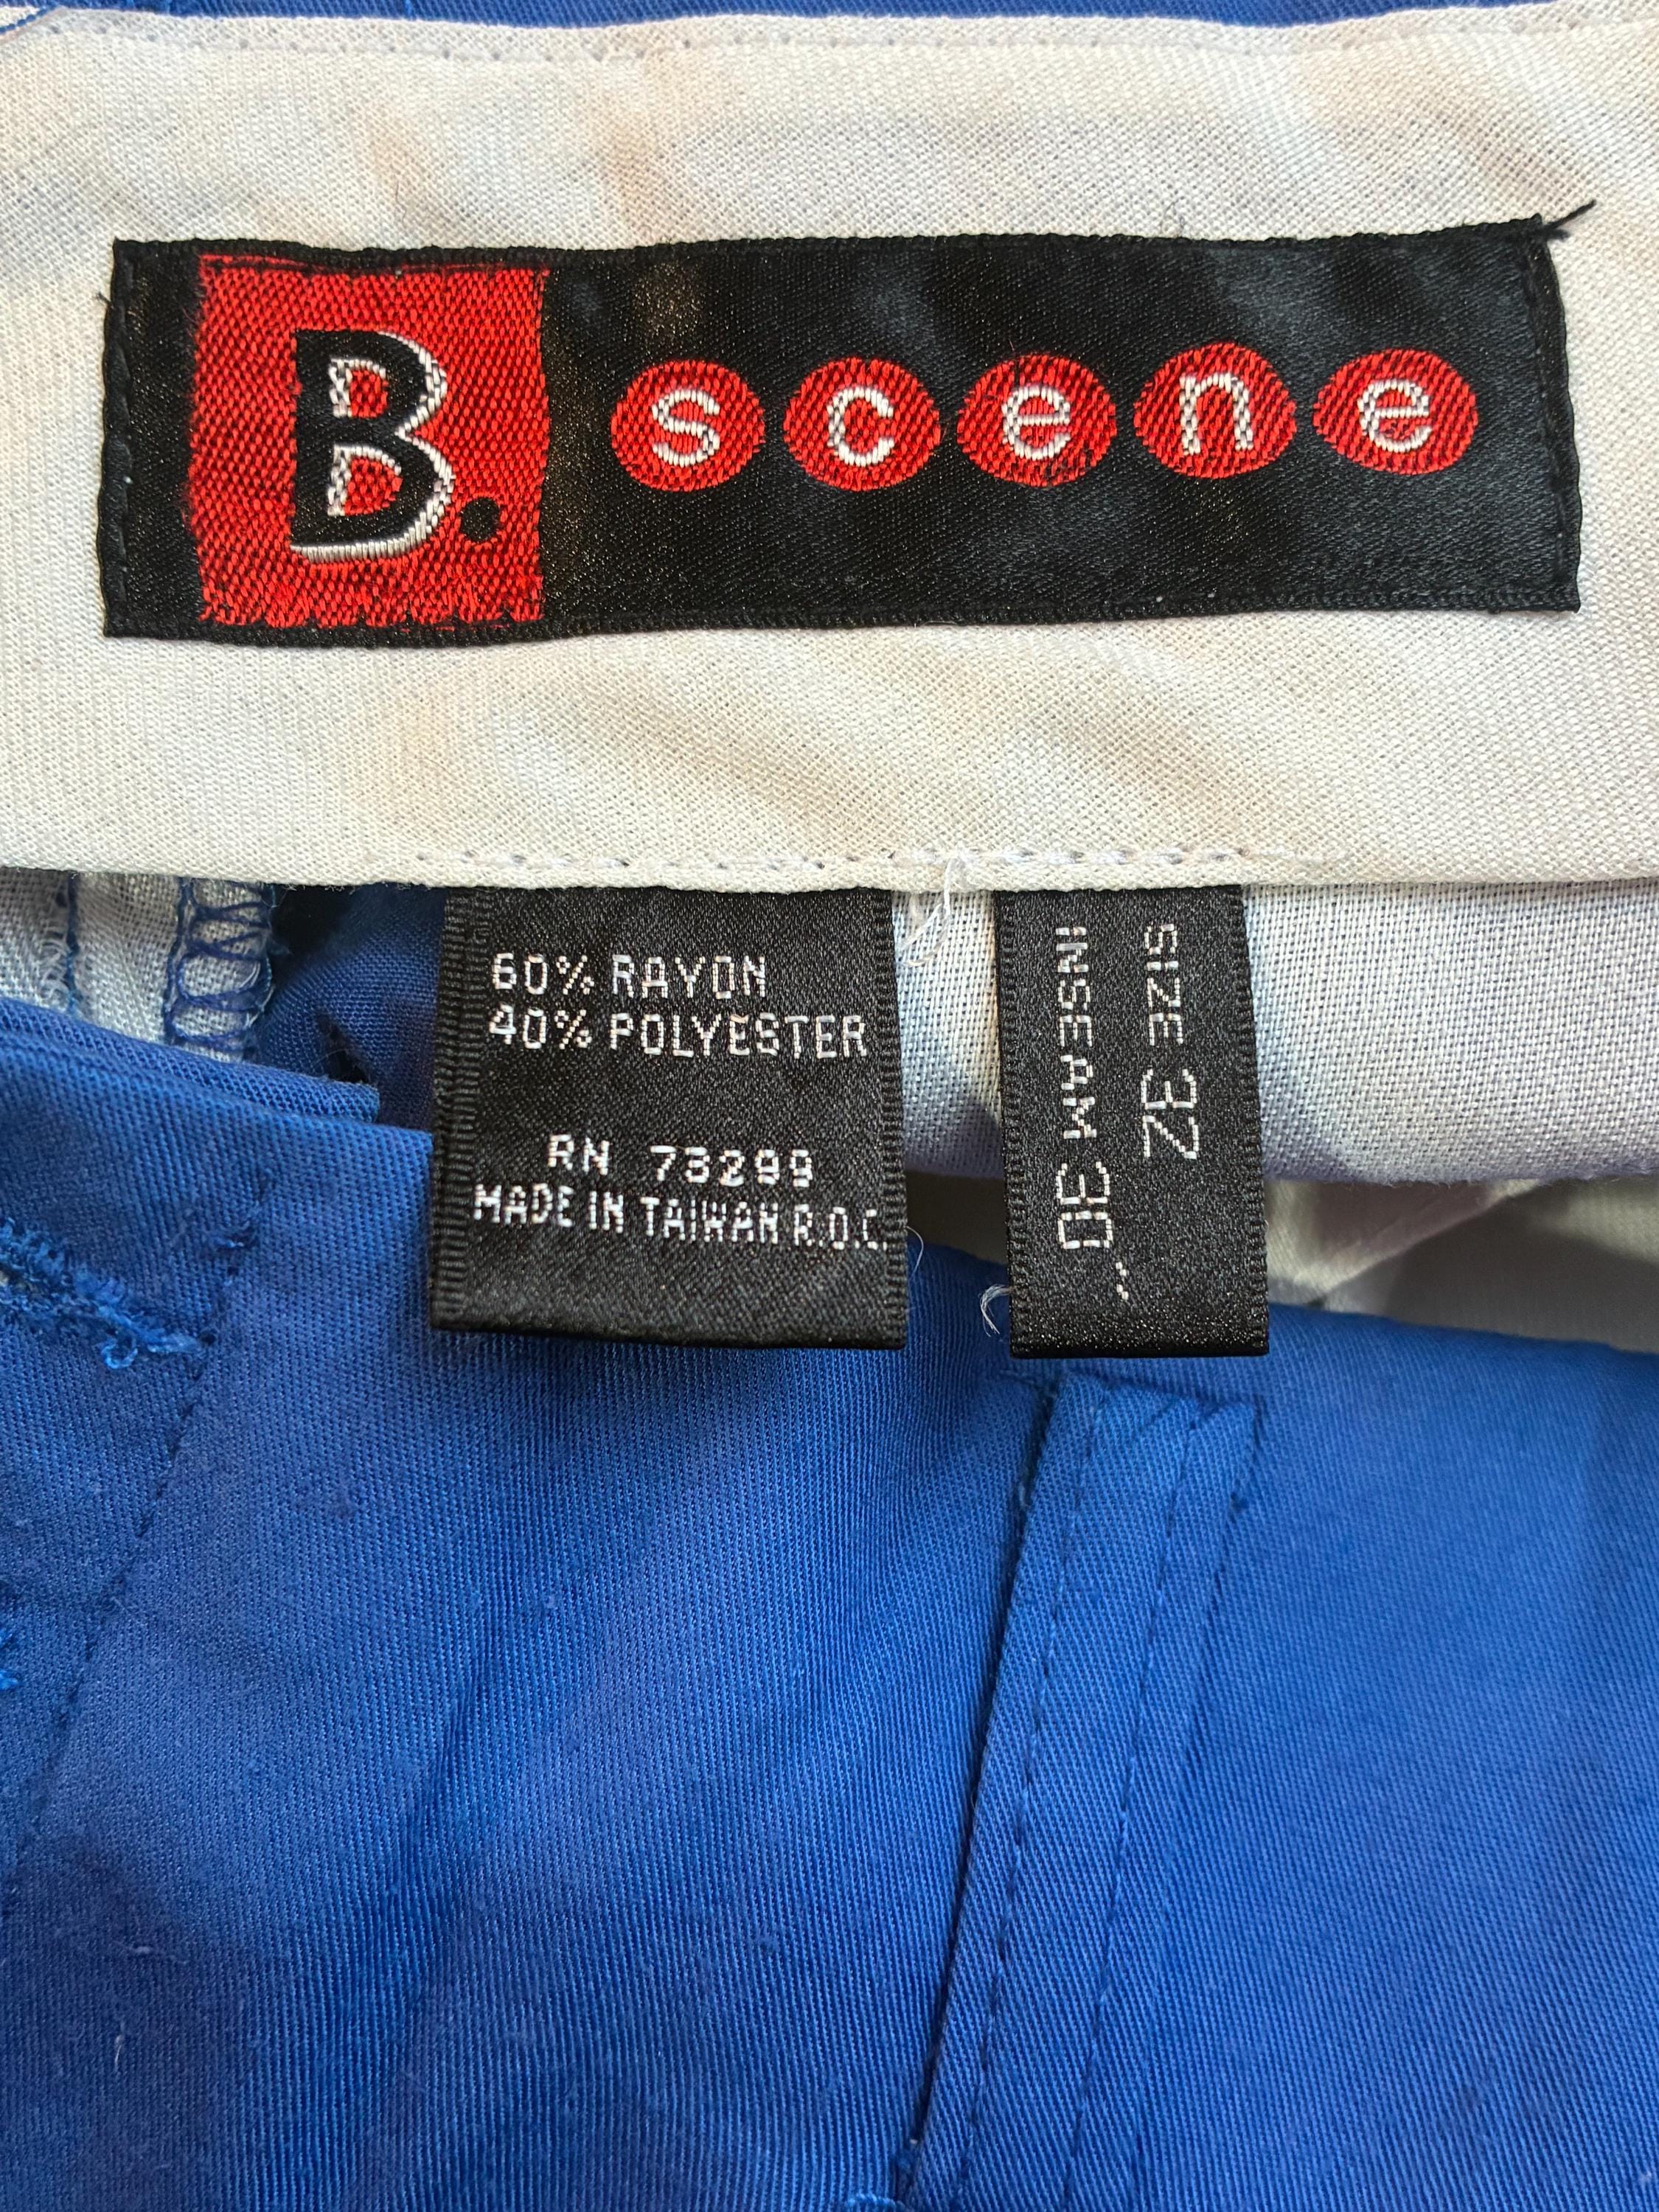 B. scene
60% RAYON
40% POLYESTER
RN 73299
MADE IN TAIWAN R.O.C.
SIZE 32
INSEAM 30"